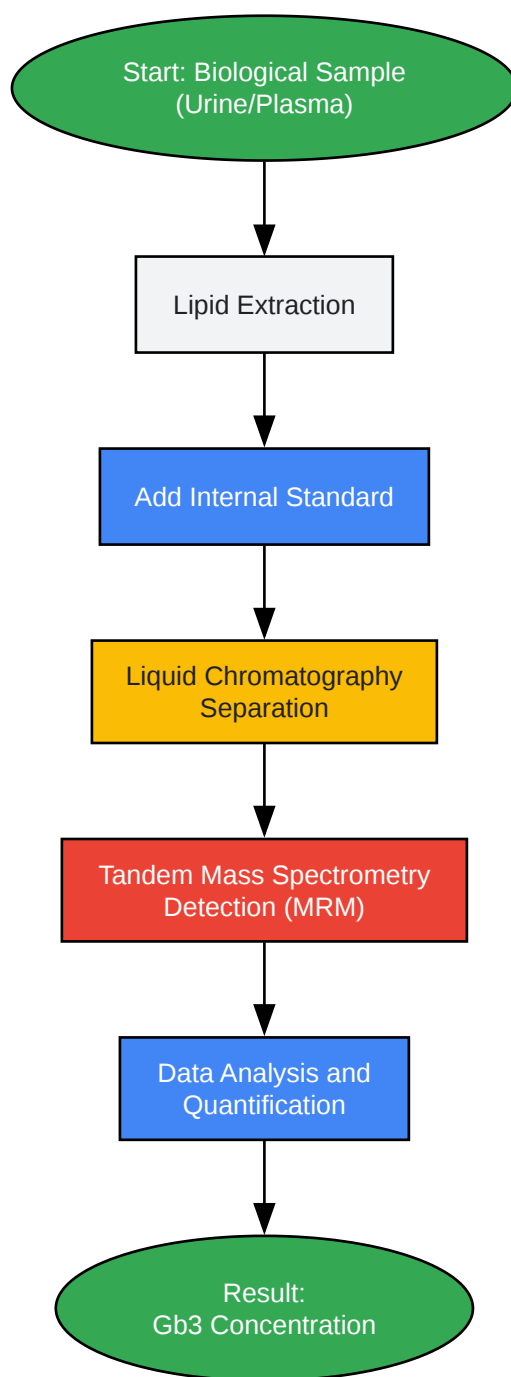 Start: Biological Sample
(Urine/Plasma)
Lipid Extraction
Add Internal Standard
Liquid Chromatography
Separation
Tandem Mass Spectrometry
Detection (MRM)
Data Analysis and
Quantification
Result:
Gb3 Concentration